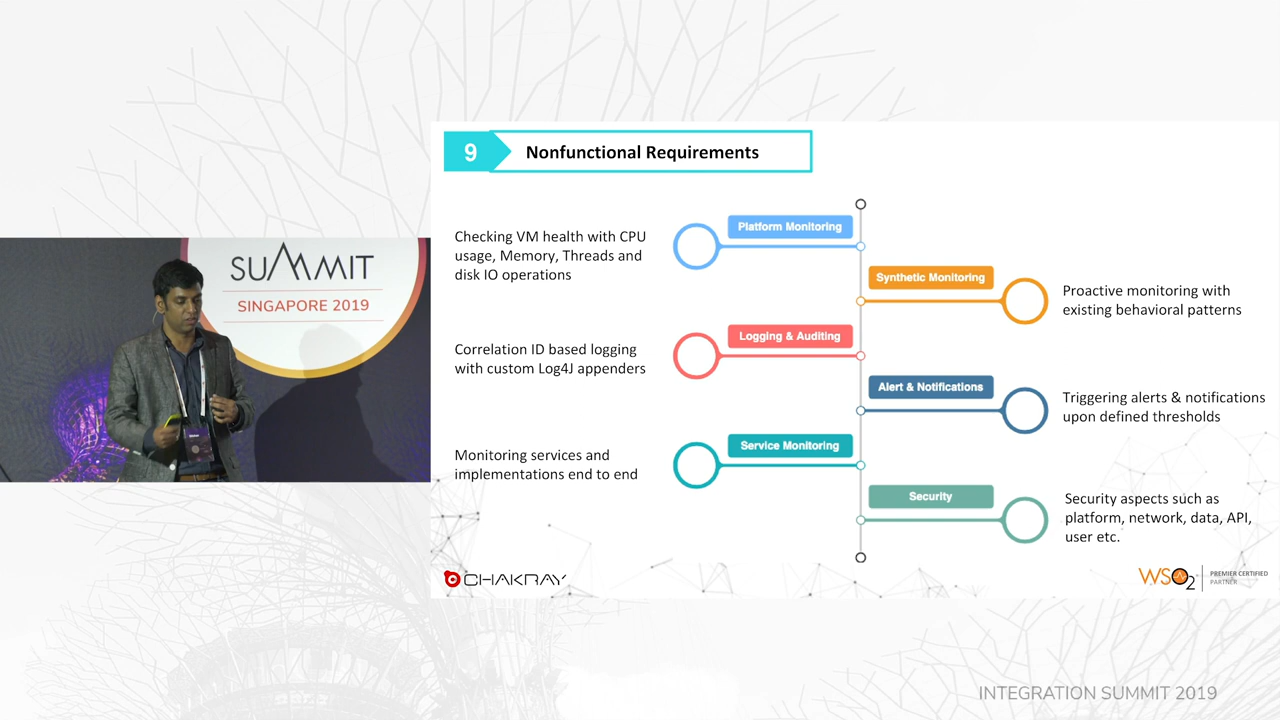 9
Nonfunctional Requirements
Platform Monitoring
Checking VM health with CPU
usage, Memory, Threads and
disk IO operations
Synthetic Monitoring
Proactive monitoring with
existing behavioral patterns
Logging & Auditing
Correlation ID based logging
with custom Log4J appenders
Alert & Notifications
Triggering alerts & notifications
upon defined thresholds
Service Monitoring
Monitoring services and
implementations end to end
Security
Security aspects such as
platform, network, data, API,
user etc.
CHAKRAY
WSO2
PREMIER CERTIFIED
PARTNER
SUMMIT
SINGAPORE 2019
INTEGRATION SUMMIT 2019